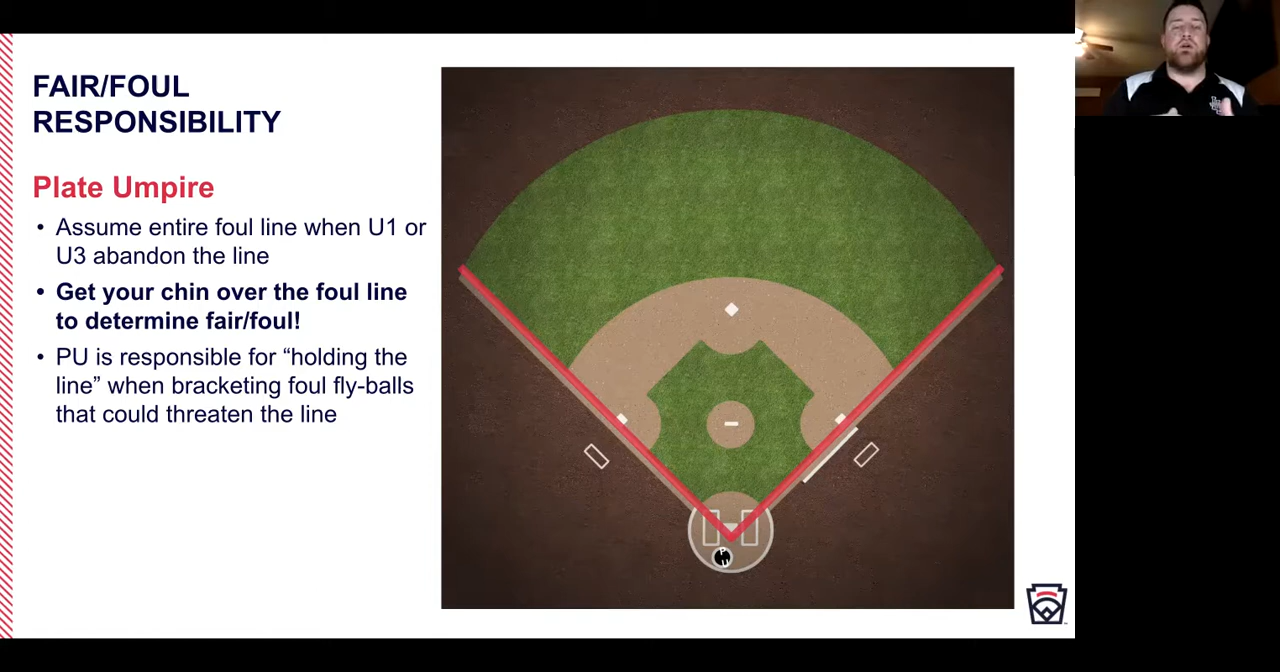 FAIR/FOUL
RESPONSIBILITY
Plate Umpire
• Assume entire foul line when U1 or
U3 abandon the line
• Get your chin over the foul line
to determine fair/foul!
• PU is responsible for “holding the
line” when bracketing foul fly-balls
that could threaten the line
P
U